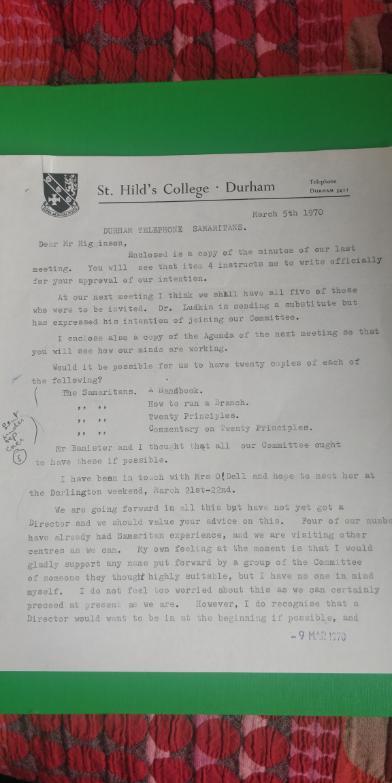 St. Hild's College · Durham
Telephone
DURHAM
March 5th 1970
DURHAM TELEPHONE SAMARITANS.
Dear Mr Higginson,
Enclosed is a copy of the minutes of our last
meeting. You will see that item 4 instructs me to write officially
for your approval of our intention.
At our next meeting I think we shall have all five of those
who were to be invited. Dr. Ludkin is sending a substitute but
has expressed his intention of joining our Committee.
I enclose also a copy of the Agenda of the next meeting so that
you will see how our minds are working.
Would it be possible for us to have twenty copies of each of
the following?
The Samaritans. A Handbook.
,, ,, How to run a Branch.
,, ,, Twenty Principles.
,, ,, Commentary on Twenty Principles.
Mr Banister and I thought that all our Committee ought
to have these if possible.
I have been in touch with Mrs O'Dell and hope to meet her at
the Darlington weekend, March 21st-22nd.
We are going forward in all this but have not yet got a
Director and we should value your advice on this. Four of our numbe
have already had Samaritan experience, and we are visiting other
centres as we can. My own feeling at the moment is that I would
gladly support any name put forward by a group of the Committee
of someone they though highly suitable, but I have no one in mind
myself. I do not feel too worried about this as we can certainly
proceed at present as we are. However, I do recognise that a
Director would want to be in at the beginning if possible, and
- 9 MAR 1970